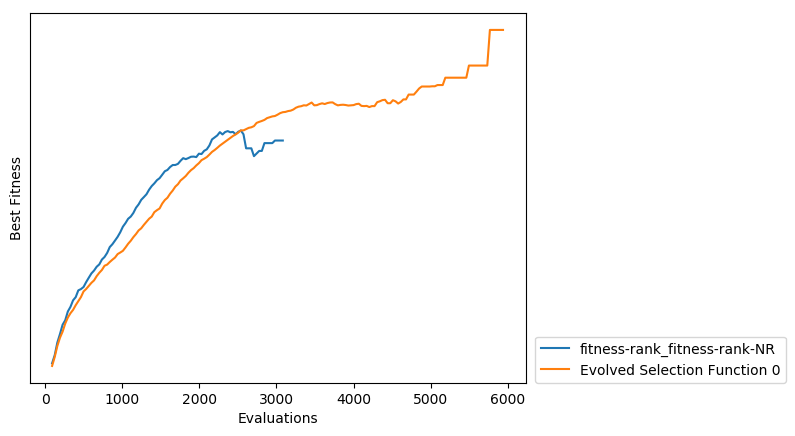 Best Fitness
0
1000
2000
3000
4000
5000
6000
Evaluations
fitness-rank_fitness-rank-NR
Evolved Selection Function 0